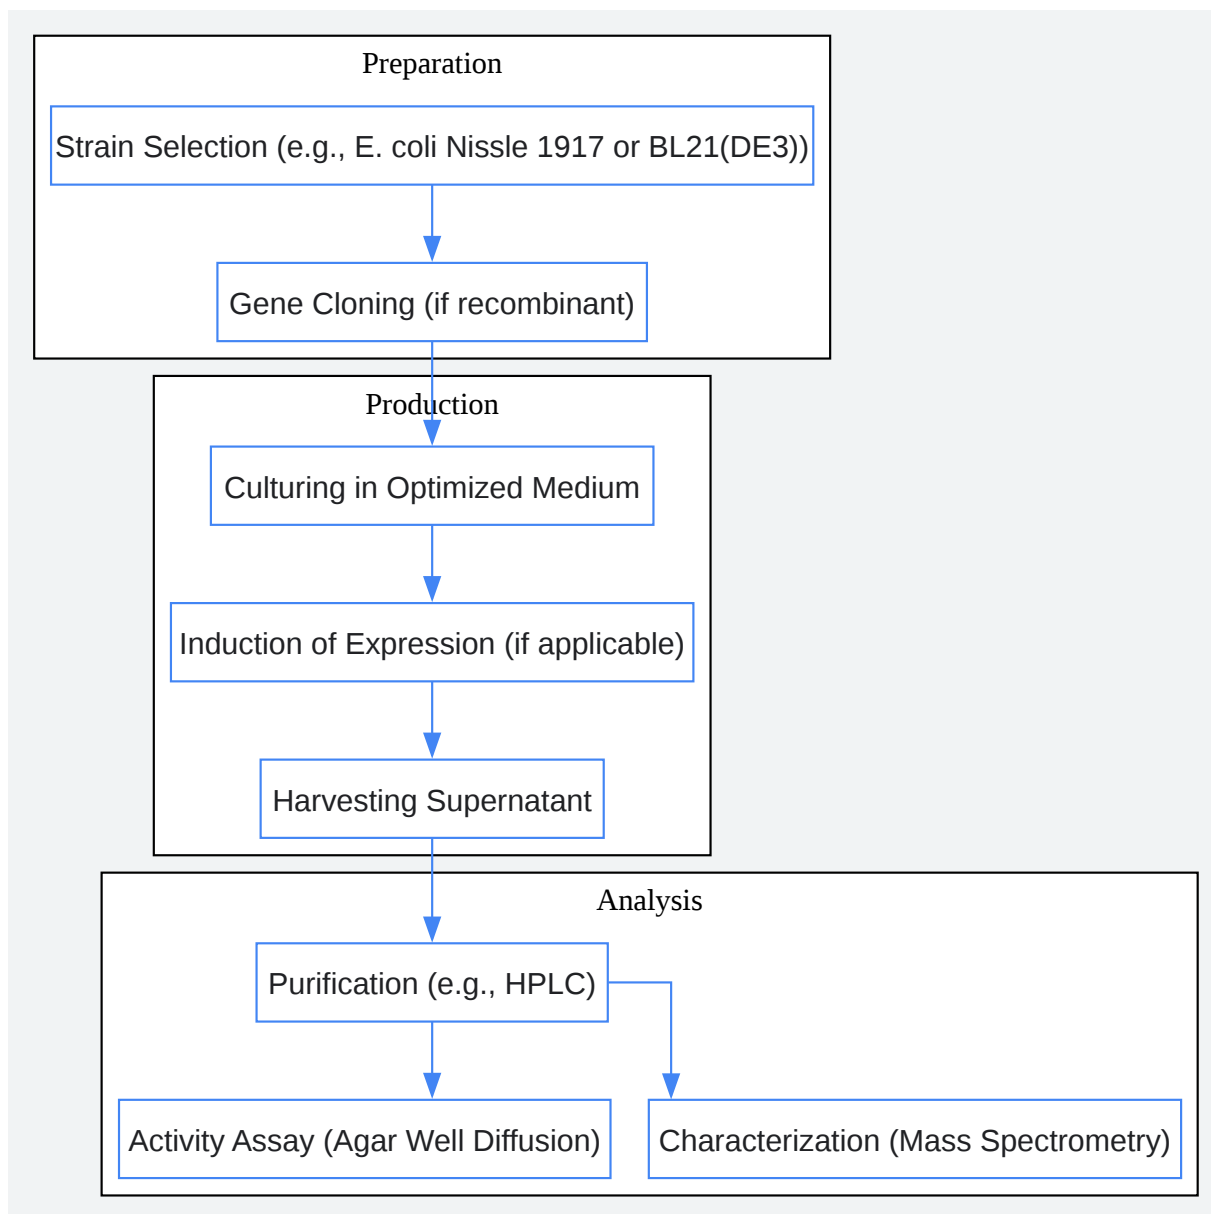 Preparation
Strain Selection (e.g., E. coli Nissle 1917 or BL21(DE3))
Gene Cloning (if recombinant)
Production
Culturing in Optimized Medium
Induction of Expression (if applicable)
Harvesting Supernatant
Analysis
Purification (e.g., HPLC)
Activity Assay (Agar Well Diffusion)
Characterization (Mass Spectrometry)